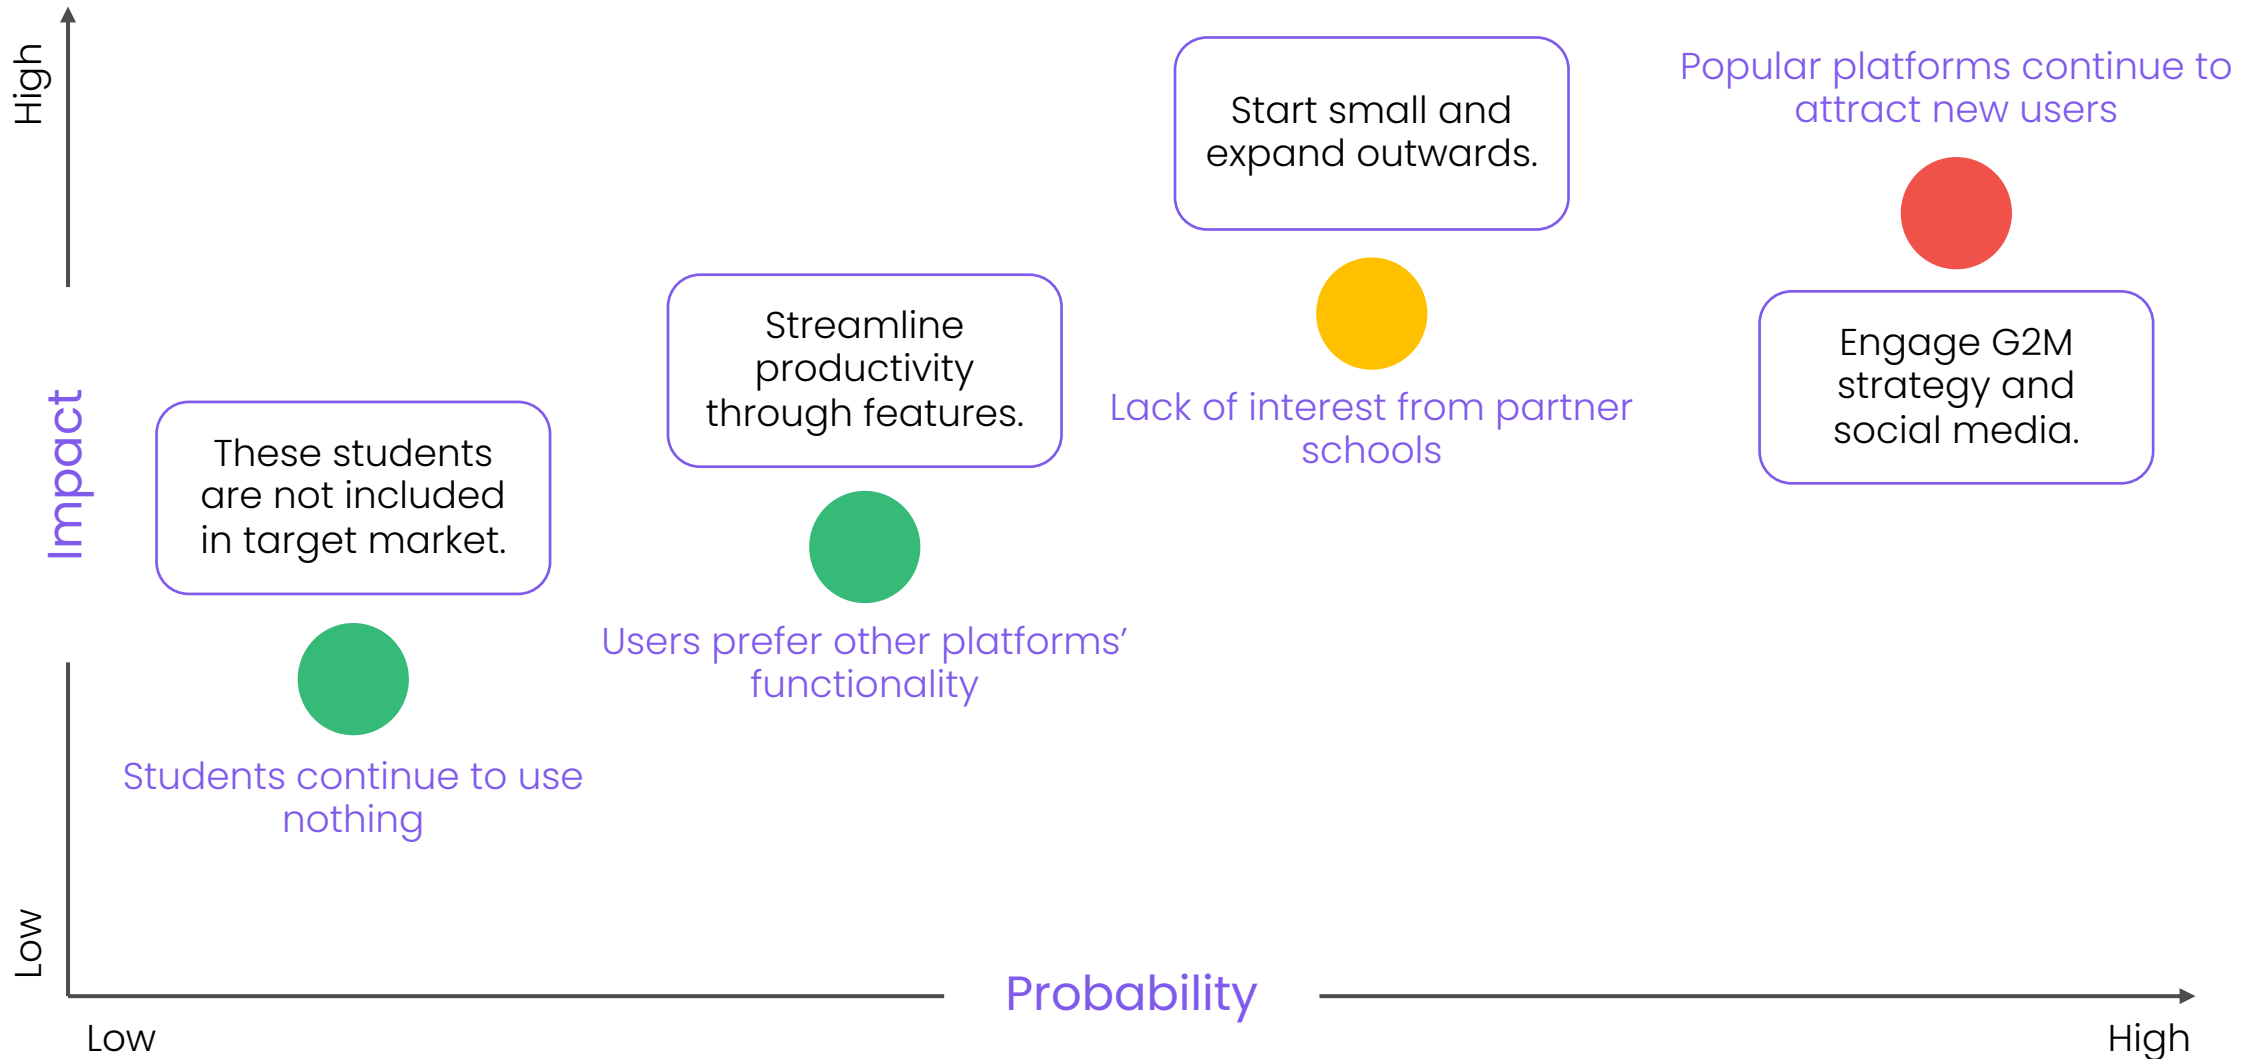 High
Impact
Low
These students
are not included
in target market.
Students continue to use
nothing
Streamline
productivity
through features.
Users prefer other platforms’
functionality
Start small and
expand outwards.
Lack of interest from partner
schools
Popular platforms continue to
attract new users
Engage G2M
strategy and
social media.
Low
Probability
High